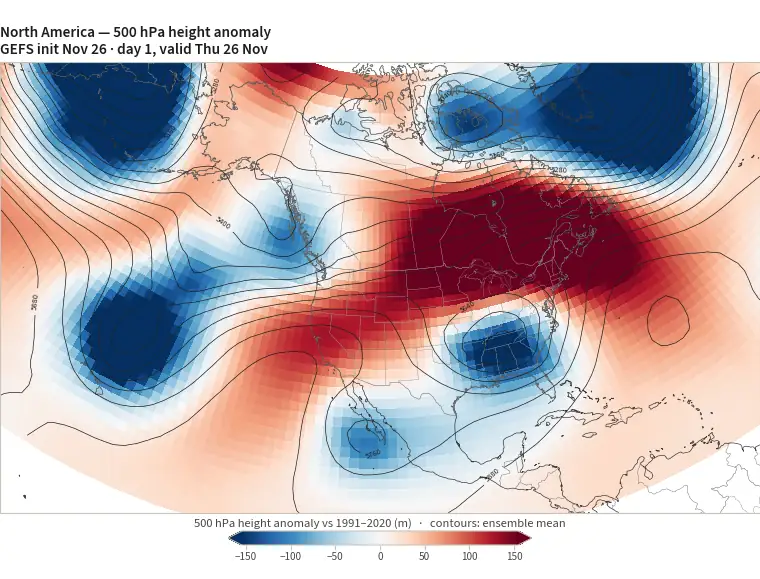 North America — 500 hPa height anomaly
GEFS init Nov 26 · day 1, valid Thu 26 Nov
5280
5280
5400
5880
500 hPa height anomaly vs 1991–2020 (m) · contours: ensemble mean
−150 −100 −50 0 50 100 150